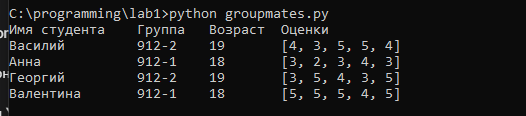 C:\programming\lab1>python groupmates.py
Имя студента Группа Возраст Оценки
Василий 912-2 19 [4, 3, 5, 5, 4]
Анна 912-1 18 [3, 2, 3, 4, 3]
Георгий 912-2 19 [3, 5, 4, 3, 5]
Валентина 912-1 18 [5, 5, 5, 4, 5]